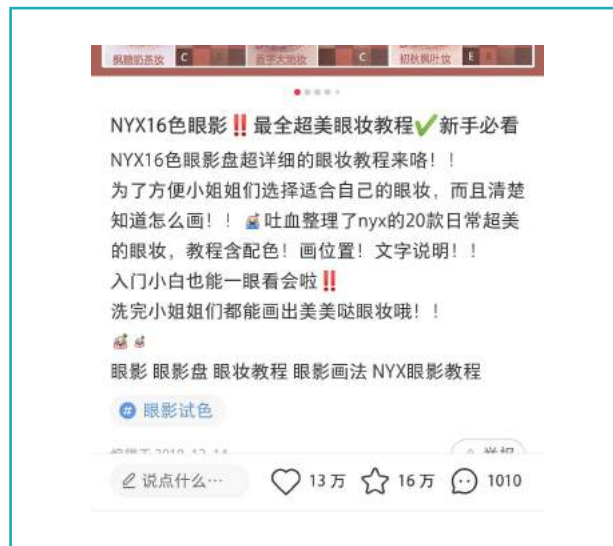 枫糖奶茶妆 C
香芋大地妆 C
初秋枫叶妆 E
NYX16色眼影‼️最全超美眼妆教程✔️新手必看
NYX16色眼影盘超详细的眼妆教程来咯！！
为了方便小姐姐们选择适合自己的眼妆，而且清楚
知道怎么画！！吐血整理了nyx的20款日常超美
的眼妆，教程含配色！画位置！文字说明！！
入门小白也能一眼看会啦‼️
洗完小姐姐们都能画出美美哒眼妆哦！！
眼影 眼影盘 眼妆教程 眼影画法 NYX眼影教程
# 眼影试色
说点什么… 13万 16万 1010